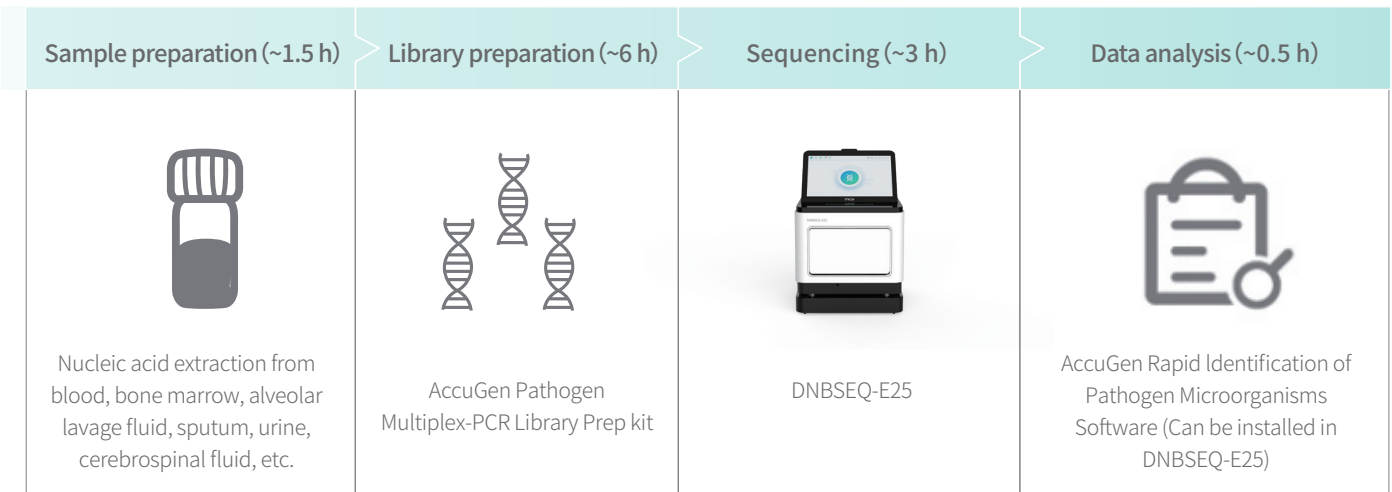 Sample preparation (~1.5 h)
Library preparation (~6 h)
Sequencing (~3 h)
Data analysis (~0.5 h)
Nucleic acid extraction from
blood, bone marrow, alveolar
lavage fluid, sputum, urine,
cerebrospinal fluid, etc.
AccuGen Pathogen
Multiplex-PCR Library Prep kit
DNBSEQ-E25
AccuGen Rapid ldentification of
Pathogen Microorganisms
Software (Can be installed in
DNBSEQ-E25)